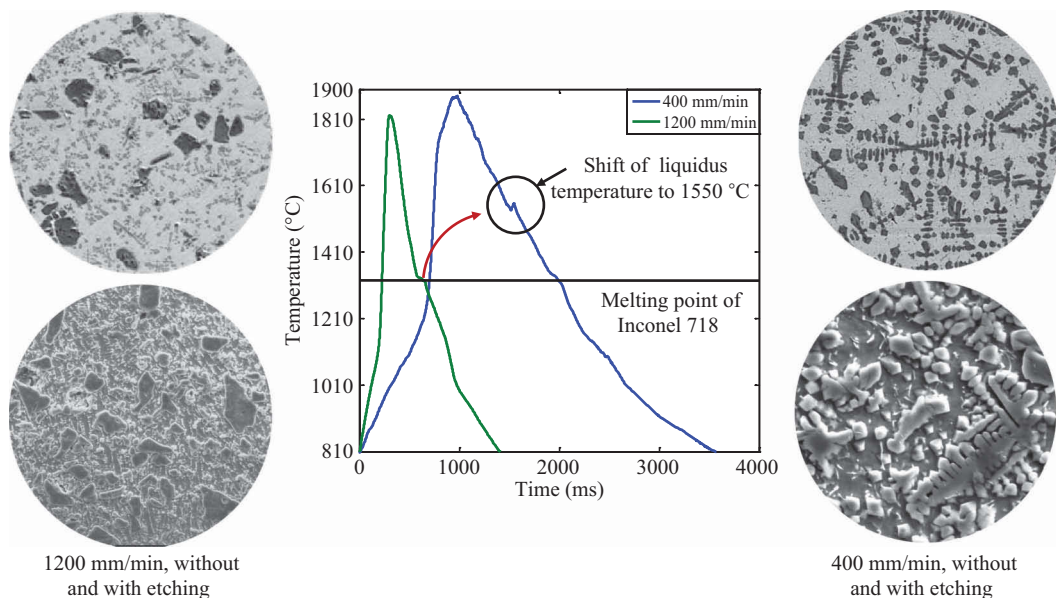 1900
1810
1610
1410
1210
1010
810
Temperature (°C)
400 mm/min
1200 mm/min
Shift of liquidus
temperature to 1550 °C
Melting point of
Inconel 718
0
1000
2000
3000
4000
Time (ms)
1200 mm/min, without
and with etching
400 mm/min, without
and with etching